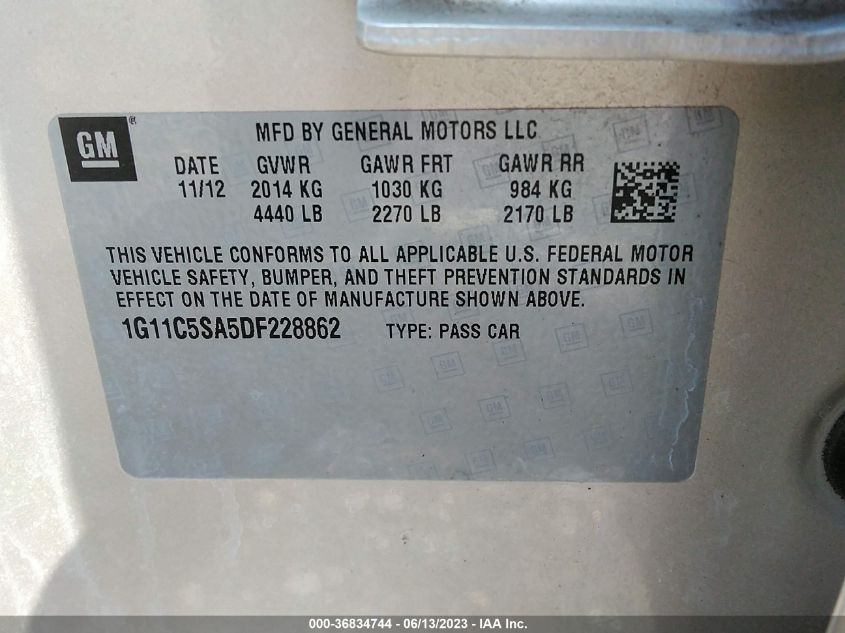 GM ®
MFD BY GENERAL MOTORS LLC
DATE GVWR GAWR FRT GAWR RR
11/12 2014 KG 1030 KG 984 KG
4440 LB 2270 LB 2170 LB
THIS VEHICLE CONFORMS TO ALL APPLICABLE U.S. FEDERAL MOTOR
VEHICLE SAFETY, BUMPER, AND THEFT PREVENTION STANDARDS IN
EFFECT ON THE DATE OF MANUFACTURE SHOWN ABOVE.
1G11C5SA5DF228862 TYPE: PASS CAR
000-36834744 - 06/13/2023 - IAA Inc.